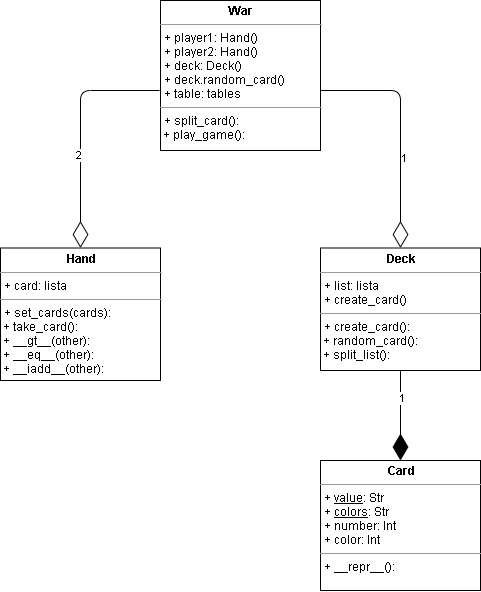 War
+ player1: Hand()
+ player2: Hand()
+ deck: Deck()
+ deck.random_card()
+ table: tables
+ split_card():
+ play_game():
2
1
Hand
+ card: lista
+ set_cards(cards):
+ take_card():
+ __gt__(other):
+ __eq__(other):
+ __iadd__(other):
Deck
+ list: lista
+ create_card()
+ create_card():
+ random_card():
+ split_list():
1
Card
+ value: Str
+ colors: Str
+ number: Int
+ color: Int
+ __repr__():